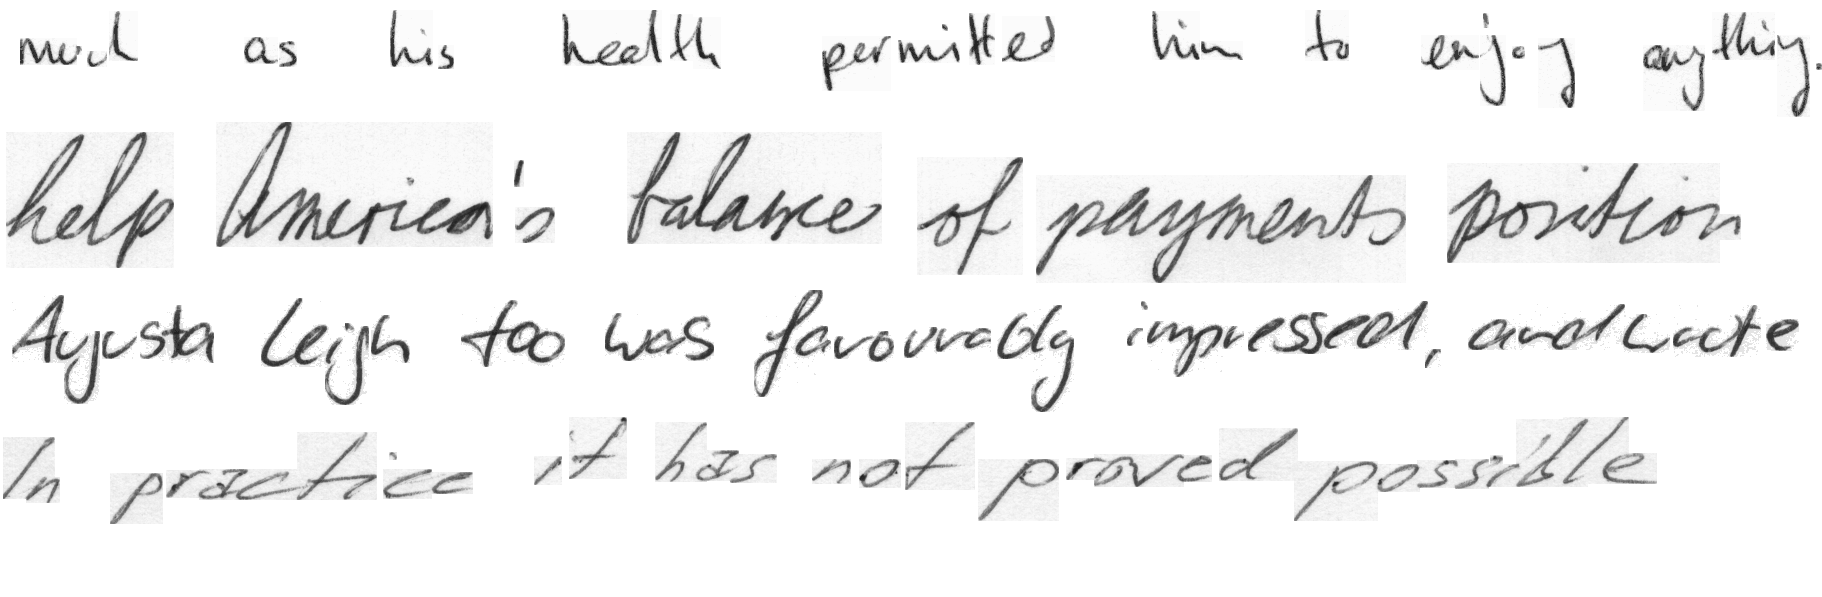 much as his health permitted him to enjoy anything.
help America's balance of payments position
Augusta Leigh too was favourably impressed, and wrote
In practice it has not proved possible